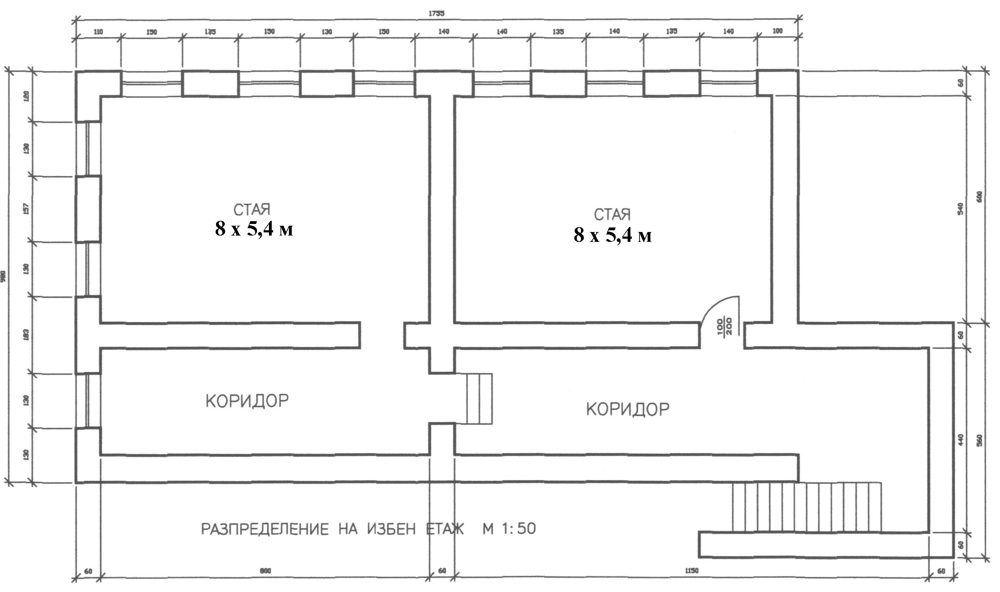 1755
110 150 135 150 130 150 140 140 135 140 135 140 100
980
120
130
157
130
183
130
130
СТАЯ
8 x 5,4 м
СТАЯ
8 x 5,4 м
60
540
600
100
200
60
440
560
60
КОРИДОР
КОРИДОР
РАЗПРЕДЕЛЕНИЕ НА ИЗБЕН ЕТАЖ М 1:50
60 800 60 1150 60